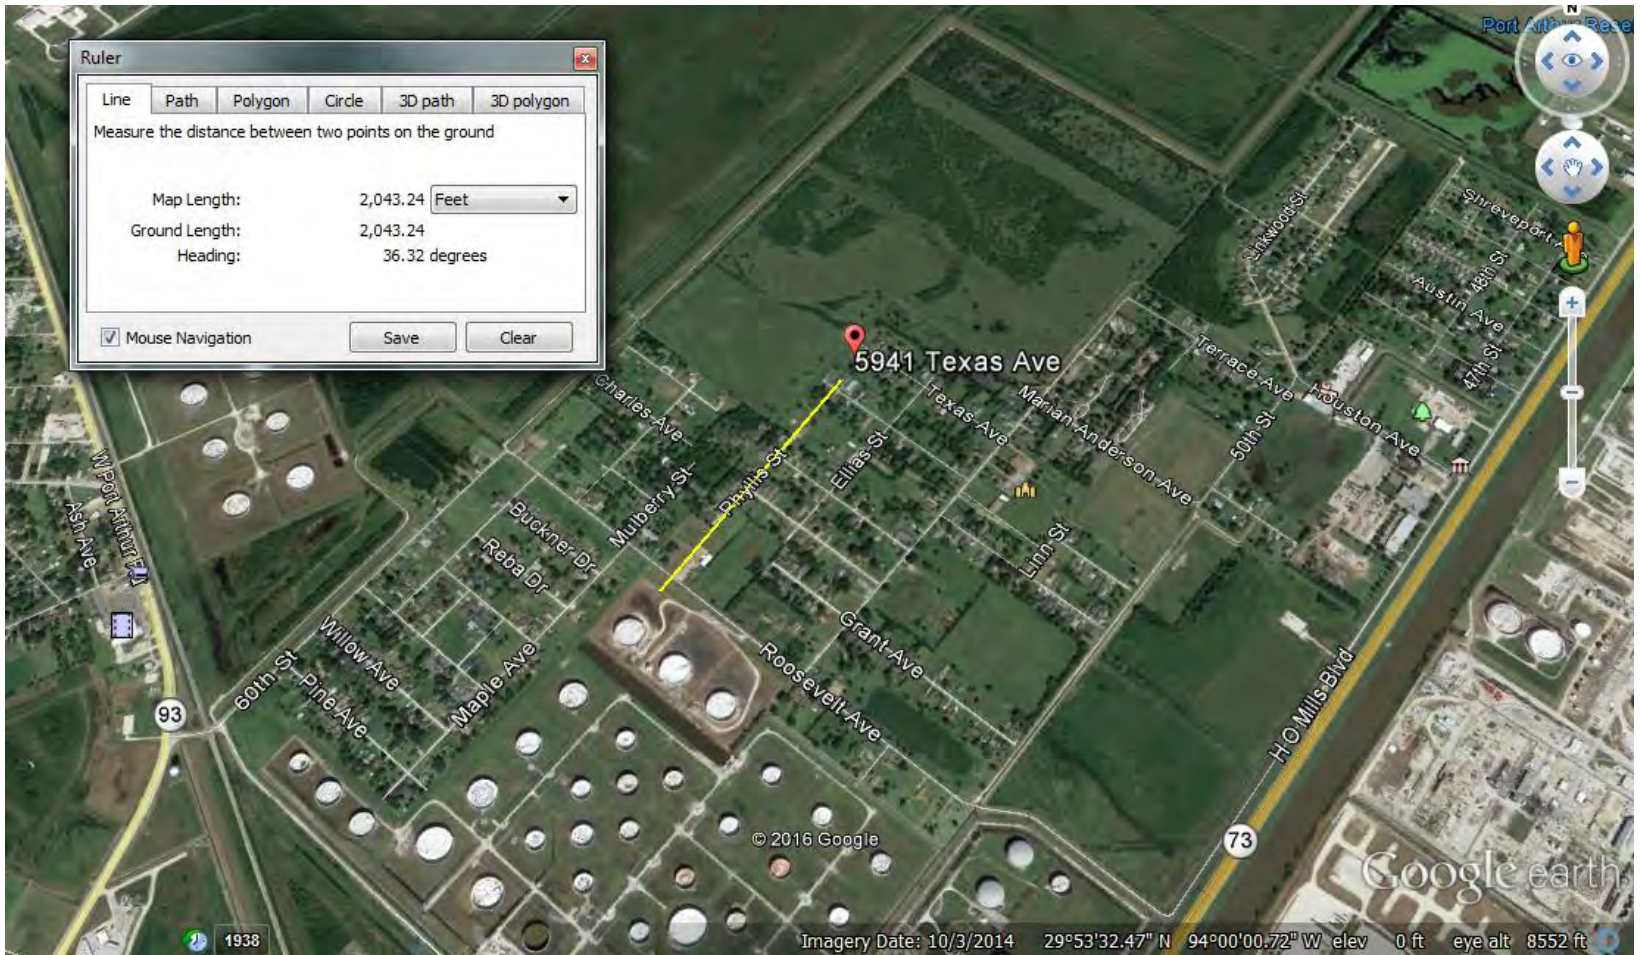 N
Port Arthur Rese
Ruler
Line Path Polygon Circle 3D path 3D polygon
Measure the distance between two points on the ground
Map Length: 2,043.24 Feet
Ground Length: 2,043.24
Heading: 36.32 degrees
Mouse Navigation Save Clear
Linkwood St
Shreveport
48th St
Austin Ave
47th St
5941 Texas Ave
Terrace Ave
Houston Ave
Charles Ave
Texas Ave
Marian Anderson Ave
50th St
W Port Arthur
Ash Ave
Phyllis St
Ellias St
Mulberry St
Buckner Dr
Reba Dr
Linn St
Willow Ave
Grant Ave
60th St
Pine Ave
Maple Ave
Roosevelt Ave
H O Mills Blvd
93
73
© 2016 Google
Google earth
1938
Imagery Date: 10/3/2014 29°53'32.47" N 94°00'00.72" W elev 0 ft eye alt 8552 ft